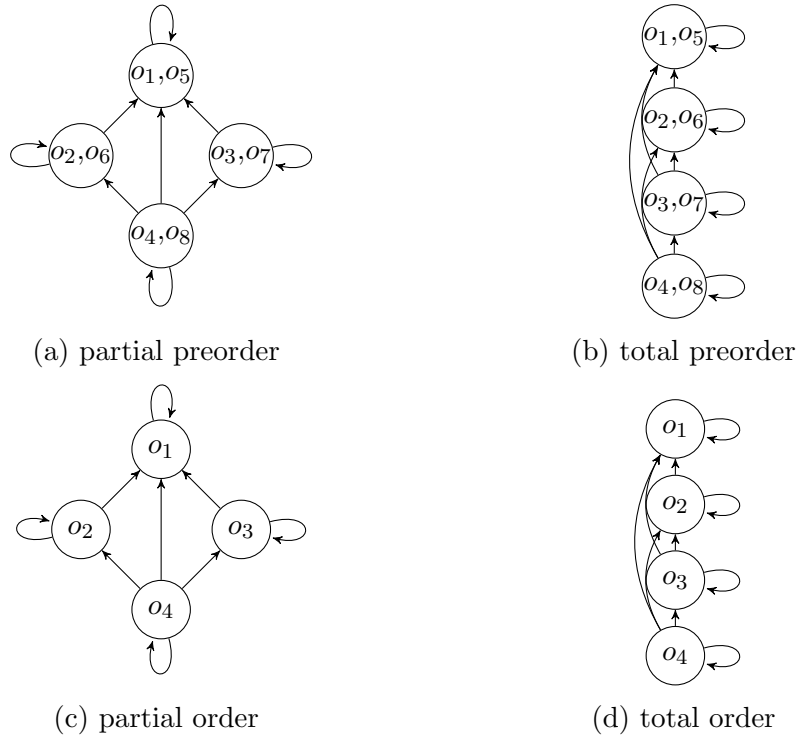 o₁,o₅
o₂,o₆
o₃,o₇
o₄,o₈
(a) partial preorder
o₁,o₅
o₂,o₆
o₃,o₇
o₄,o₈
(b) total preorder
o₁
o₂
o₃
o₄
(c) partial order
o₁
o₂
o₃
o₄
(d) total order